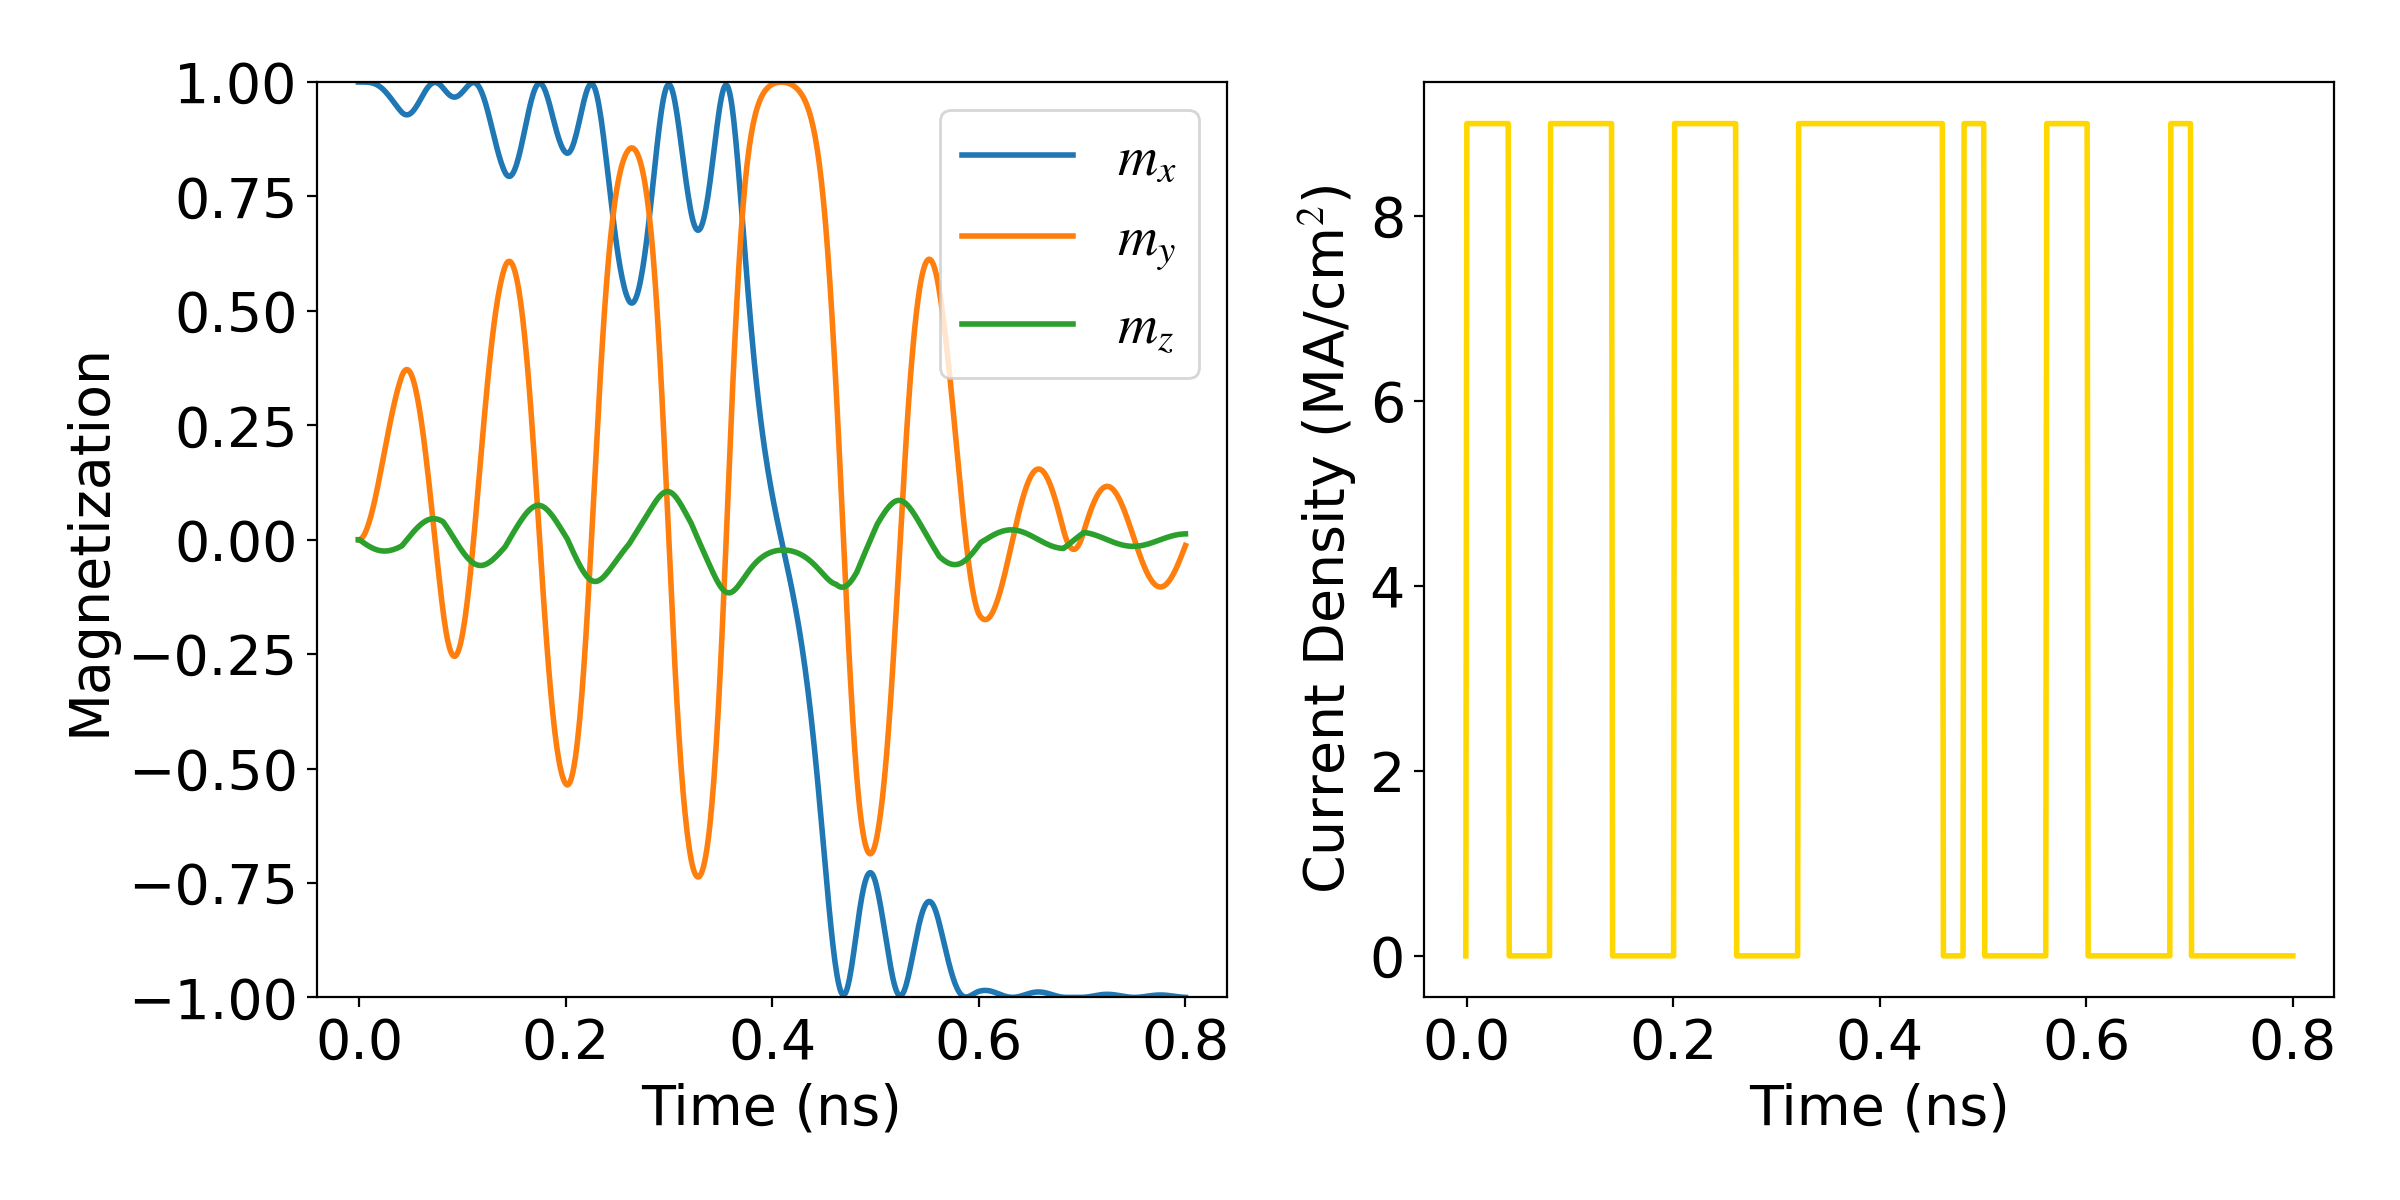 1.00
0.75
0.50
0.25
0.00
−0.25
−0.50
−0.75
−1.00
Magnetization
0.0 0.2 0.4 0.6 0.8
Time (ns)
m_x
m_y
m_z
8
6
4
2
0
Current Density (MA/cm²)
0.0 0.2 0.4 0.6 0.8
Time (ns)